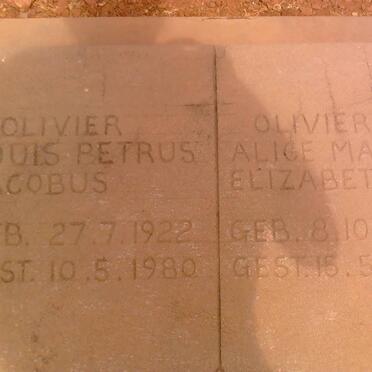 OLIVIER
OUIS PETRUS
ACOBUS
EB. 27.7.1922
ST. 10.5.1980
OLIVIER
ALICE MA
ELIZABET
GEB. 8.10
GEST. 15.5